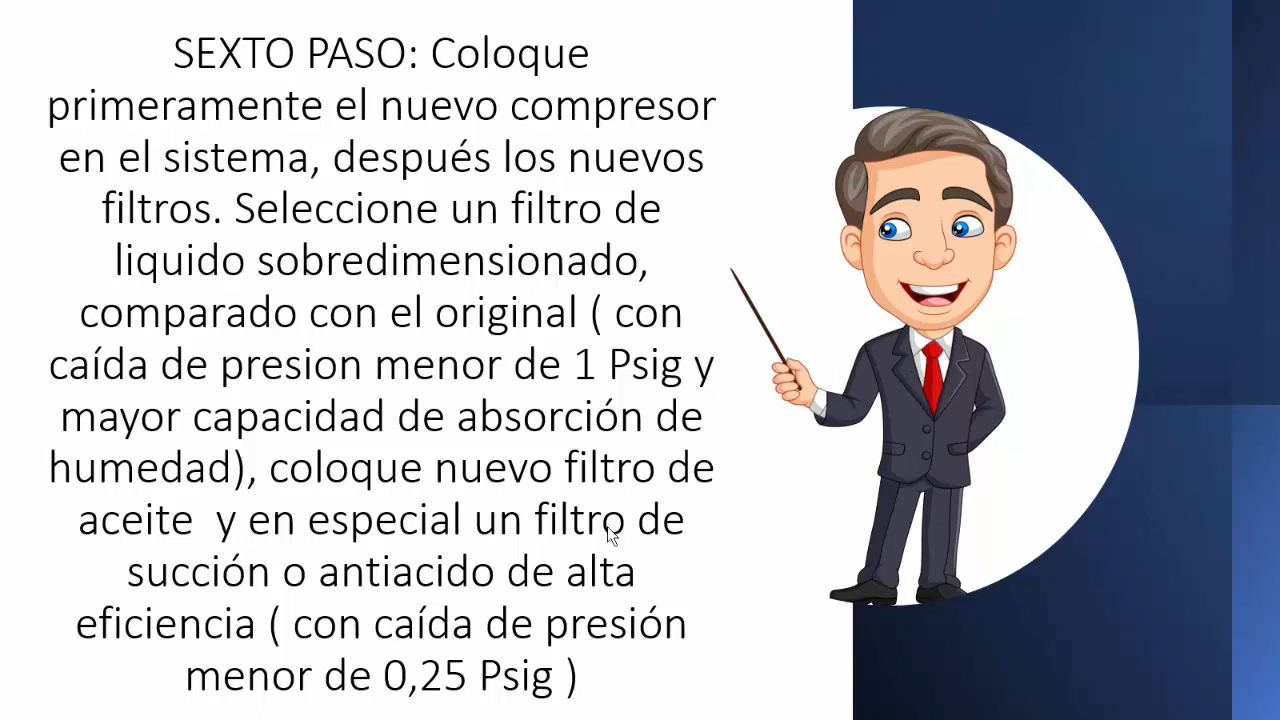 SEXTO PASO: Coloque
primeramente el nuevo compresor
en el sistema, después los nuevos
filtros. Seleccione un filtro de
liquido sobredimensionado,
comparado con el original ( con
caída de presion menor de 1 Psig y
mayor capacidad de absorción de
humedad), coloque nuevo filtro de
aceite  y en especial un filtro de
succión o antiacido de alta
eficiencia ( con caída de presión
menor de 0,25 Psig )